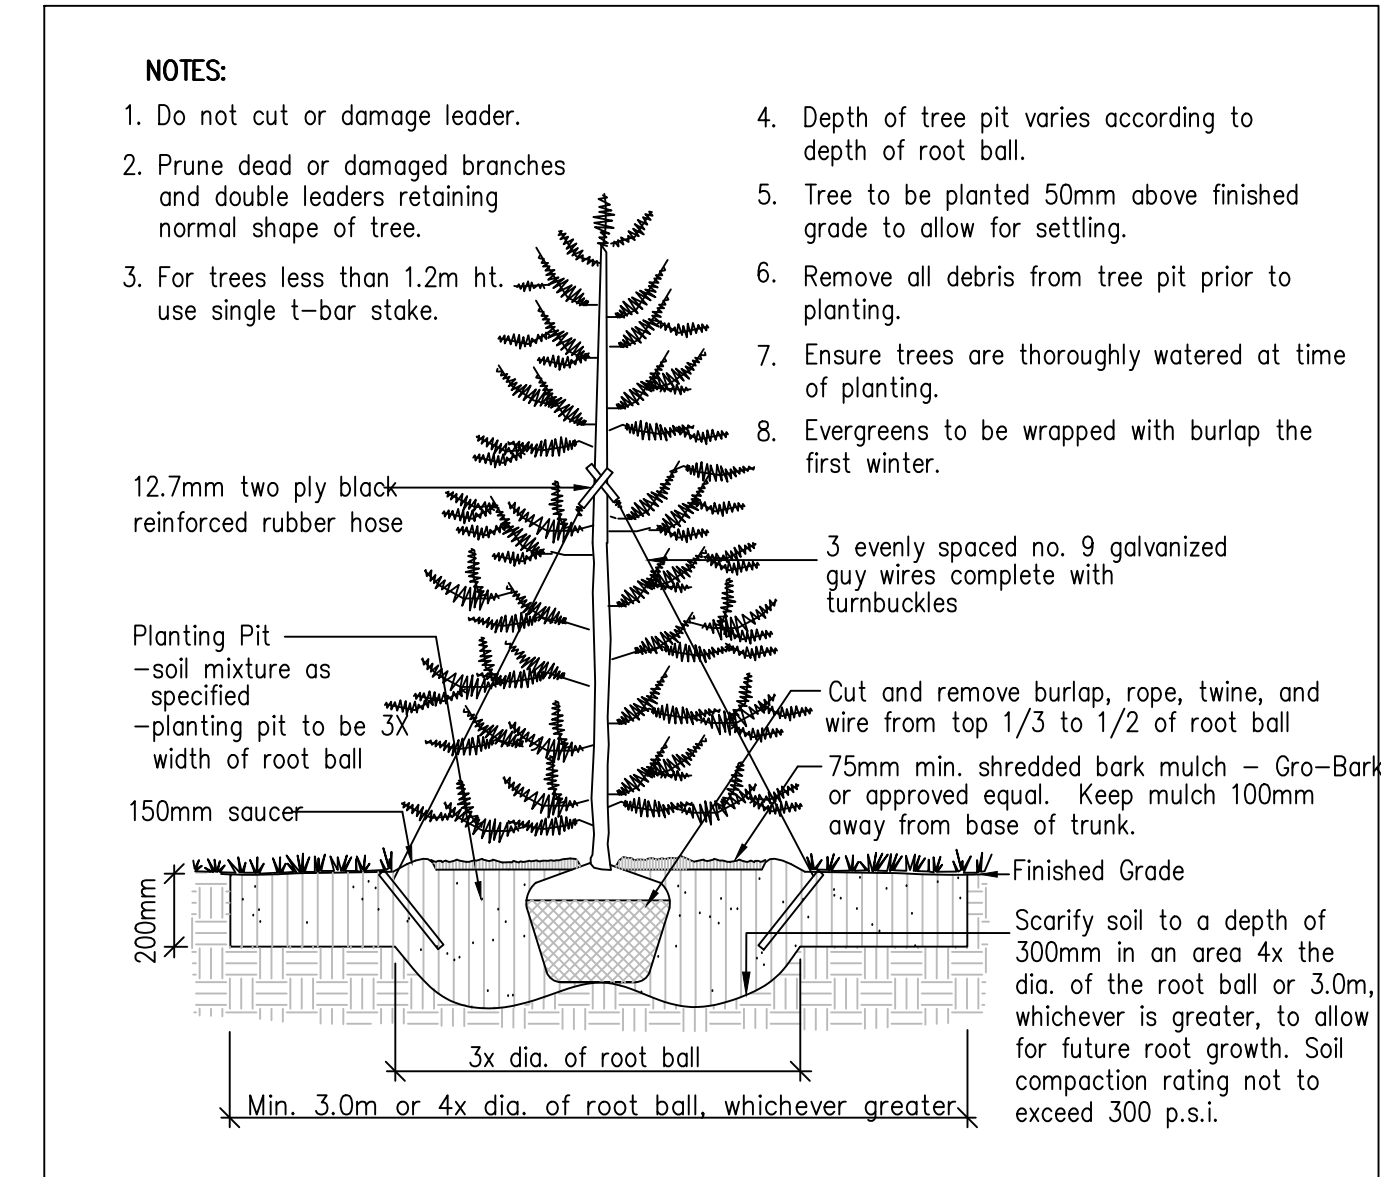 NOTES:
1. Do not cut or damage leader.
2. Prune dead or damaged branches
and double leaders retaining
normal shape of tree.
3. For trees less than 1.2m ht.
use single t-bar stake.
4. Depth of tree pit varies according to
depth of root ball.
5. Tree to be planted 50mm above finished
grade to allow for settling.
6. Remove all debris from tree pit prior to
planting.
7. Ensure trees are thoroughly watered at time
of planting.
8. Evergreens to be wrapped with burlap the
first winter.
12.7mm two ply black
reinforced rubber hose
3 evenly spaced no. 9 galvanized
guy wires complete with
turnbuckles
Planting Pit
-soil mixture as
specified
-planting pit to be 3X
width of root ball
Cut and remove burlap, rope, twine, and
wire from top 1/3 to 1/2 of root ball
75mm min. shredded bark mulch - Gro-Bark
or approved equal. Keep mulch 100mm
away from base of trunk.
150mm saucer
Finished Grade
200mm
Scarify soil to a depth of
300mm in an area 4x the
dia. of the root ball or 3.0m,
whichever is greater, to allow
for future root growth. Soil
compaction rating not to
exceed 300 p.s.i.
3x dia. of root ball
Min. 3.0m or 4x dia. of root ball, whichever greater